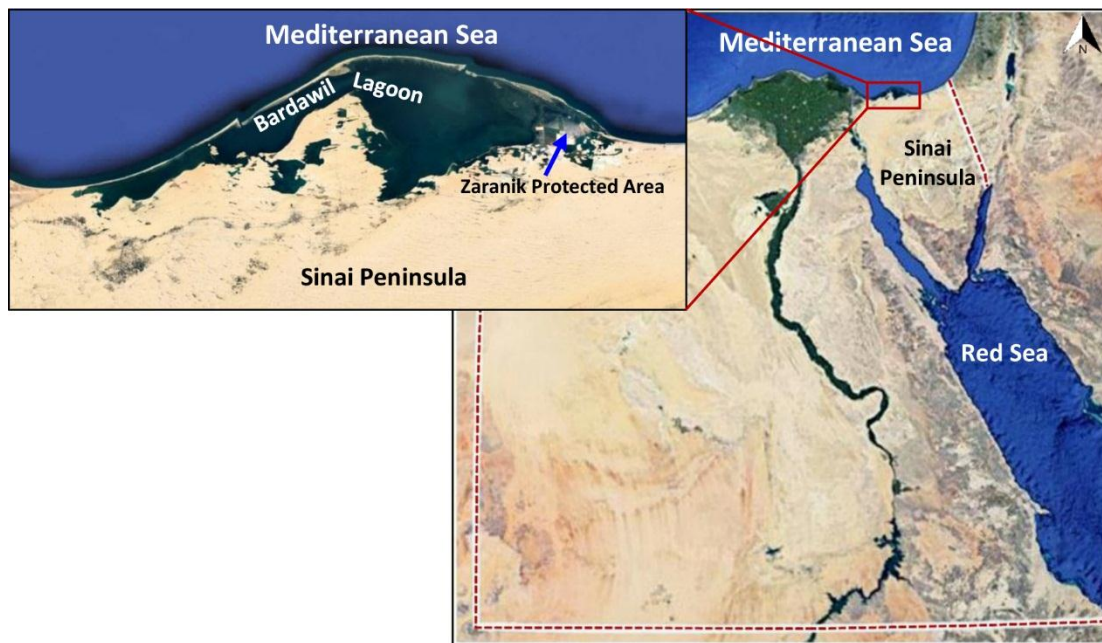 Mediterranean Sea
Bardawil Lagoon
Zaranik Protected Area
Sinai Peninsula
Mediterranean Sea
N
Sinai
Peninsula
Red Sea